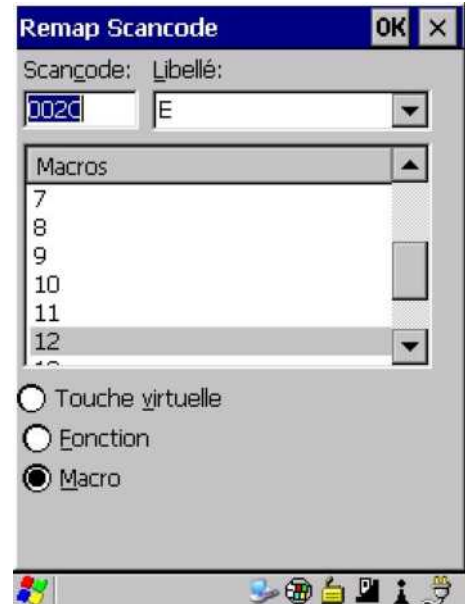 Remap Scancode OK
Scancode: Libellé:
002C E
Macros
7
8
9
10
11
12
Touche virtuelle
Fonction
Macro